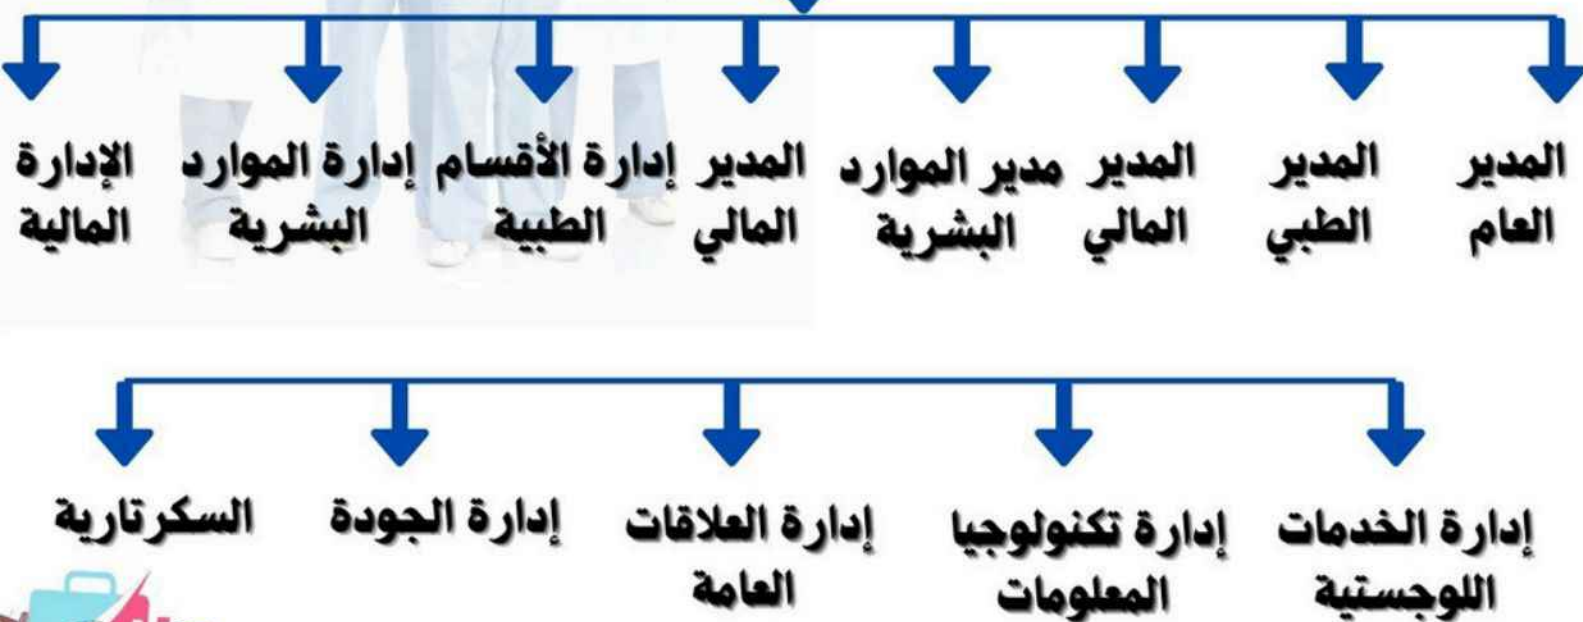 المدير
العام
المدير
الطبي
المدير
المالي
مدير الموارد
البشرية
المدير
المالي
إدارة الأقسام
الطبية
إدارة الموارد
البشرية
الإدارة
المالية
إدارة الخدمات
اللوجستية
إدارة تكنولوجيا
المعلومات
إدارة العلاقات
العامة
إدارة الجودة
السكرتارية